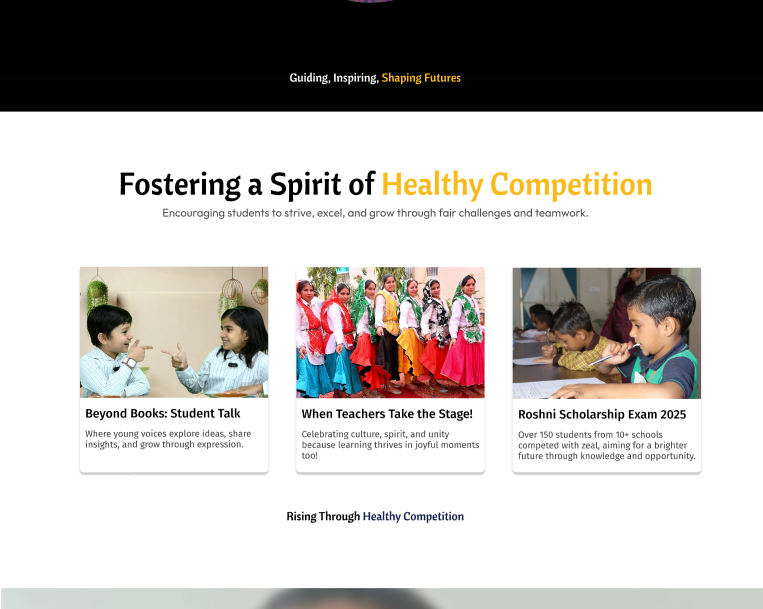 Guiding, Inspiring, Shaping Futures
Fostering a Spirit of Healthy Competition
Encouraging students to strive, excel, and grow through fair challenges and teamwork.
Beyond Books: Student Talk
Where young voices explore ideas, share
insights, and grow through expression.
When Teachers Take the Stage!
Celebrating culture, spirit, and unity
because learning thrives in joyful moments
too!
Roshni Scholarship Exam 2025
Over 150 students from 10+ schools
competed with zeal, aiming for a brighter
future through knowledge and opportunity.
Rising Through Healthy Competition